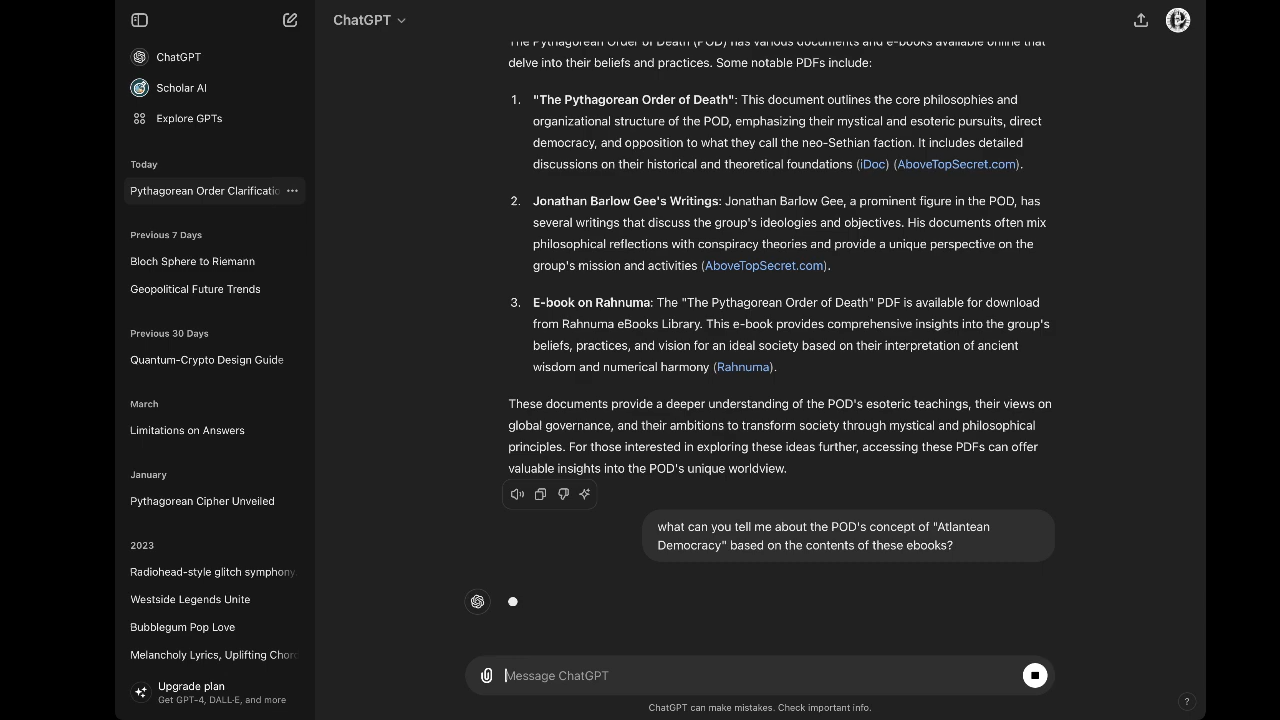 ChatGPT
Scholar AI
Explore GPTs
Today
Pythagorean Order Clarificatio
Previous 7 Days
Bloch Sphere to Riemann
Geopolitical Future Trends
Previous 30 Days
Quantum-Crypto Design Guide
March
Limitations on Answers
January
Pythagorean Cipher Unveiled
2023
Radiohead-style glitch symphony.
Westside Legends Unite
Bubblegum Pop Love
Melancholy Lyrics, Uplifting Chor
Upgrade plan
Get GPT-4, DALL·E, and more
ChatGPT
The Pythagorean Order of Death (POD) has various documents and e-books available online that
delve into their beliefs and practices. Some notable PDFs include:
1. "The Pythagorean Order of Death": This document outlines the core philosophies and
organizational structure of the POD, emphasizing their mystical and esoteric pursuits, direct
democracy, and opposition to what they call the neo-Sethian faction. It includes detailed
discussions on their historical and theoretical foundations (iDoc) (AboveTopSecret.com).
2. Jonathan Barlow Gee's Writings: Jonathan Barlow Gee, a prominent figure in the POD, has
several writings that discuss the group's ideologies and objectives. His documents often mix
philosophical reflections with conspiracy theories and provide a unique perspective on the
group's mission and activities (AboveTopSecret.com).
3. E-book on Rahnuma: The "The Pythagorean Order of Death" PDF is available for download
from Rahnuma eBooks Library. This e-book provides comprehensive insights into the group's
beliefs, practices, and vision for an ideal society based on their interpretation of ancient
wisdom and numerical harmony (Rahnuma).
These documents provide a deeper understanding of the POD's esoteric teachings, their views on
global governance, and their ambitions to transform society through mystical and philosophical
principles. For those interested in exploring these ideas further, accessing these PDFs can offer
valuable insights into the POD's unique worldview.
what can you tell me about the POD's concept of "Atlantean
Democracy" based on the contents of these ebooks?
Message ChatGPT
ChatGPT can make mistakes. Check important info.
?